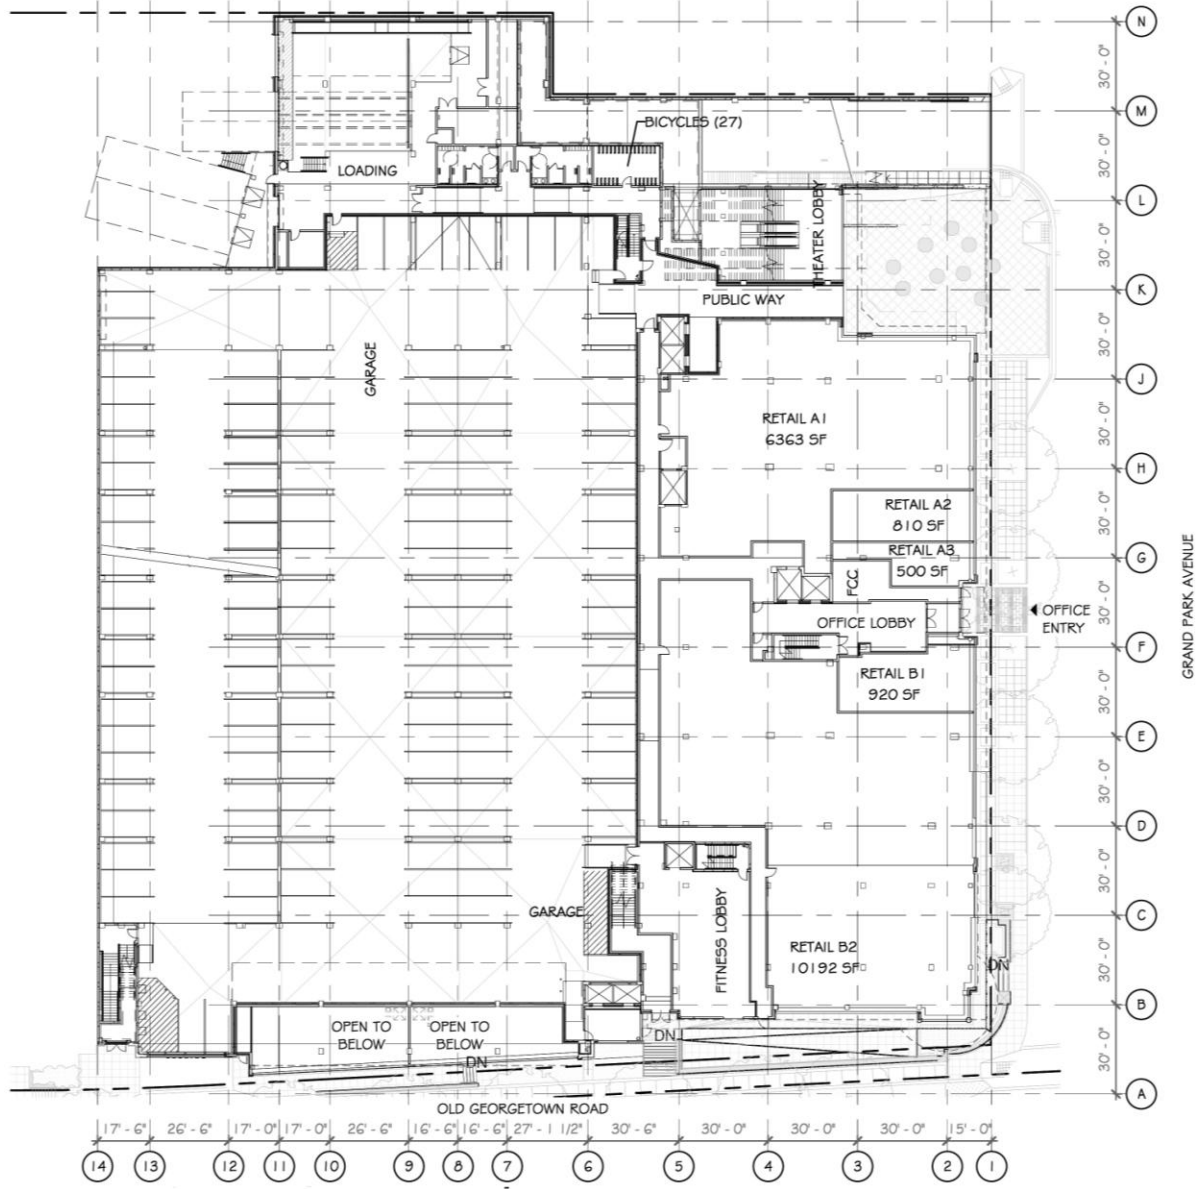 N
30' - 0"
M
BICYCLES (27)
30' - 0"
LOADING
L
THEATER LOBBY
30' - 0"
K
PUBLIC WAY
30' - 0"
GARAGE
J
RETAIL A1
6363 SF
30' - 0"
H
RETAIL A2
810 SF
30' - 0"
RETAIL A3
500 SF
G
FCC
30' - 0"
OFFICE LOBBY
OFFICE
ENTRY
GRAND PARK AVENUE
F
RETAIL B1
920 SF
30' - 0"
E
30' - 0"
D
30' - 0"
GARAGE
C
FITNESS LOBBY
RETAIL B2
10192 SF
30' - 0"
DN
B
OPEN TO
BELOW
OPEN TO
BELOW
DN
DN
30' - 0"
A
OLD GEORGETOWN ROAD
17' - 6"
26' - 6"
17' - 0"
17' - 0"
26' - 6"
16' - 6"
16' - 6"
27' - 1 1/2"
30' - 6"
30' - 0"
30' - 0"
30' - 0"
15' - 0"
14
13
12
11
10
9
8
7
6
5
4
3
2
1